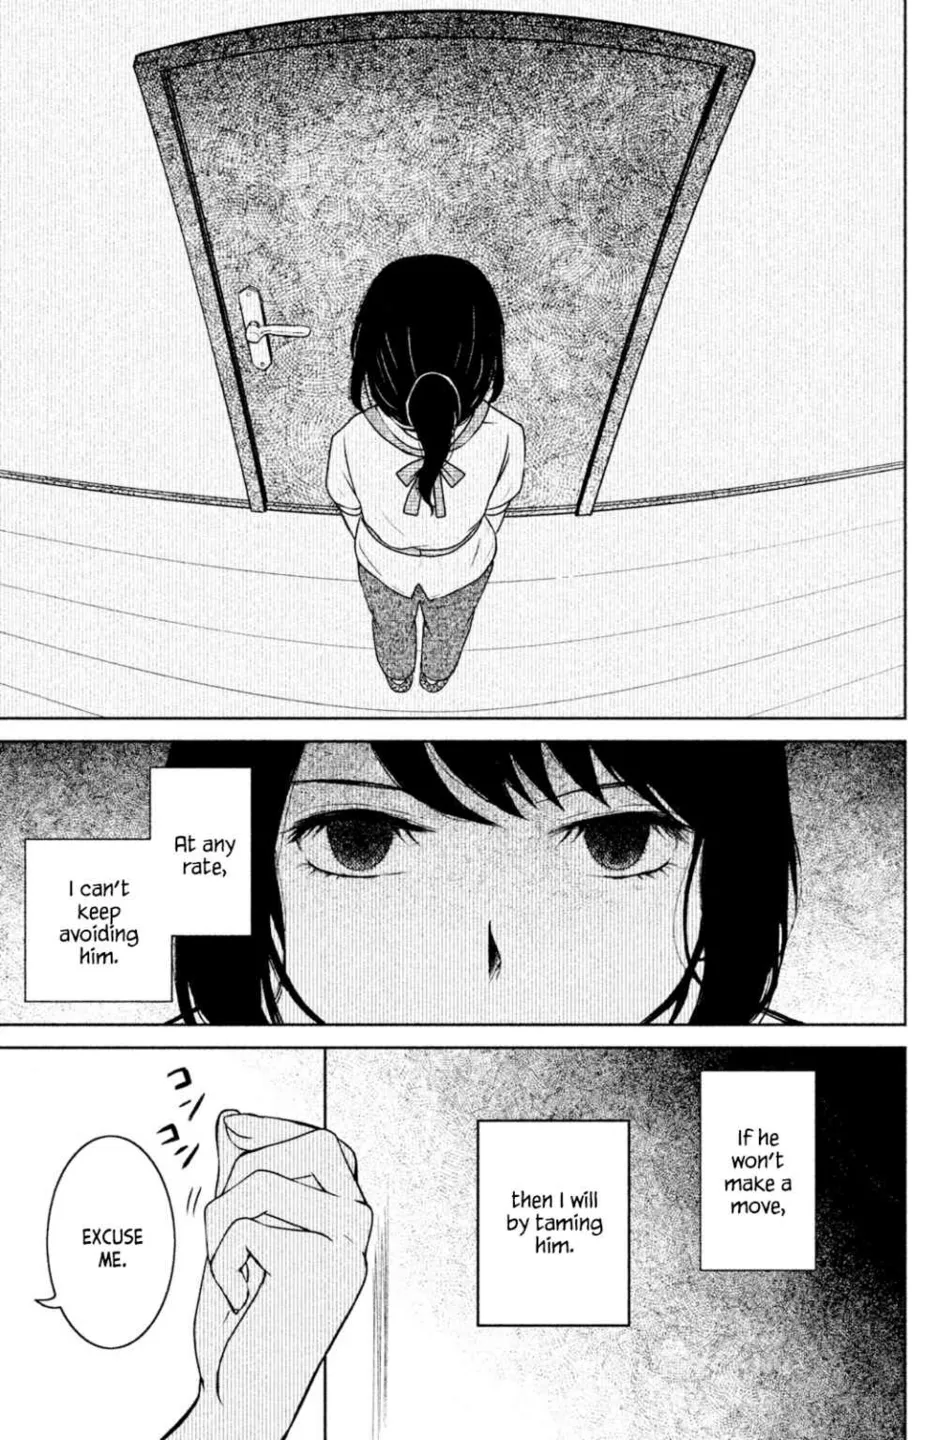 At any
rate,
I can't
keep
avoiding
him.
If he
won't
make a
move,
then I will
by taming
him.
コン
コン
EXCUSE
ME.